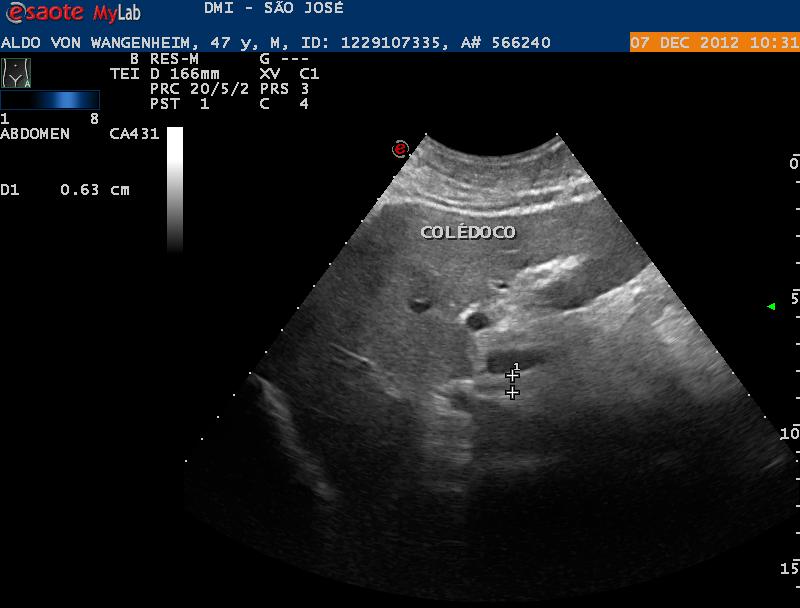 esaote MyLab
DMI - SÃO JOSÉ
ALDO VON WANGENHEIM, 47 y, M, ID: 1229107335, A# 566240
07 DEC 2012 10:31
B RES-M G ---
TEI D 166mm XV C1
PRC 20/5/2 PRS 3
PST 1 C 4
A
1 8
ABDOMEN CA431
e
0
D1 0.63 cm
COLÉDOCO
5
1
10
15